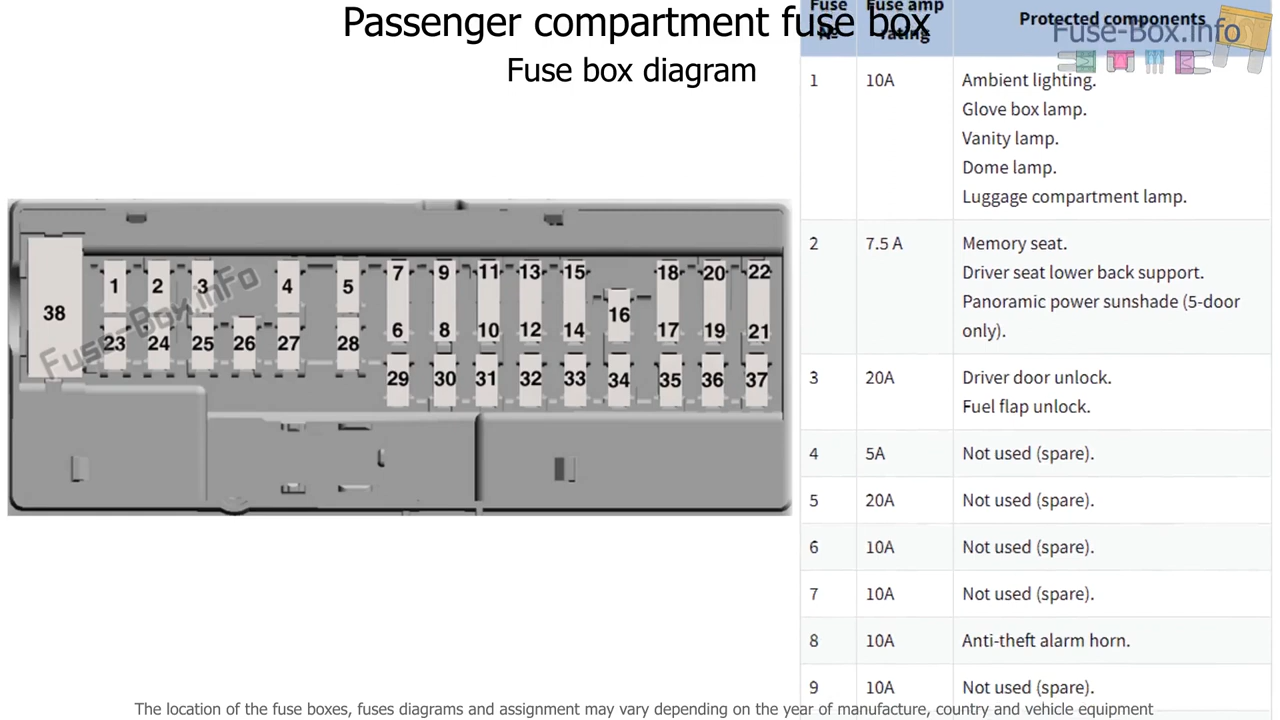 Passenger compartment fuse box
Fuse box diagram
Fuse-Box.info
Fuse Fuse amp Protected components
№ rating
1 10A Ambient lighting.
Glove box lamp.
Vanity lamp.
Dome lamp.
Luggage compartment lamp.
2 7.5 A Memory seat.
Driver seat lower back support.
Panoramic power sunshade (5-door
only).
3 20A Driver door unlock.
Fuel flap unlock.
4 5A Not used (spare).
5 20A Not used (spare).
6 10A Not used (spare).
7 10A Not used (spare).
8 10A Anti-theft alarm horn.
9 10A Not used (spare).
1 2 3 4 5 7 9 11 13 15 18 20 22
38 16
23 24 25 26 27 28 6 8 10 12 14 17 19 21
29 30 31 32 33 34 35 36 37
Fuse-Box.inFo
The location of the fuse boxes, fuses diagrams and assignment may vary depending on the year of manufacture, country and vehicle equipment